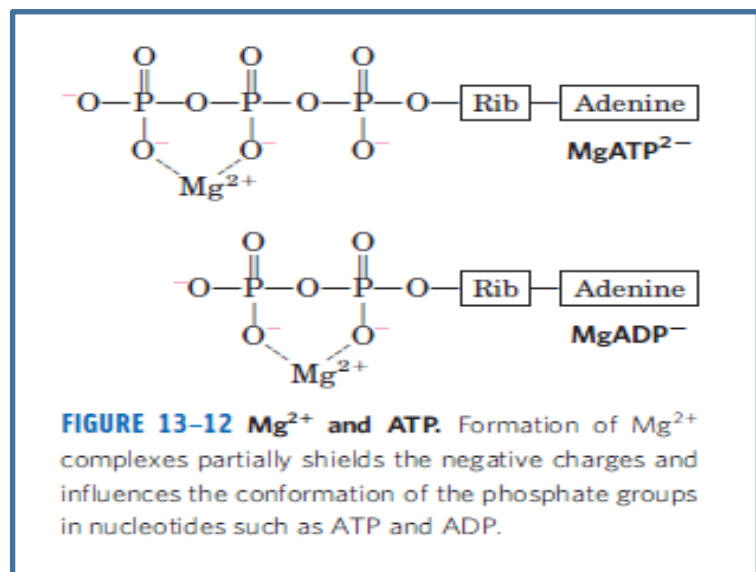 O O O
⁻O—P—O—P—O—P—O—Rib—Adenine
O⁻ O⁻ O⁻ MgATP²⁻
Mg²⁺
O O
⁻O—P—O—P—O—Rib—Adenine
O⁻ O⁻ MgADP⁻
Mg²⁺
FIGURE 13–12 Mg²⁺ and ATP. Formation of Mg²⁺
complexes partially shields the negative charges and
influences the conformation of the phosphate groups
in nucleotides such as ATP and ADP.